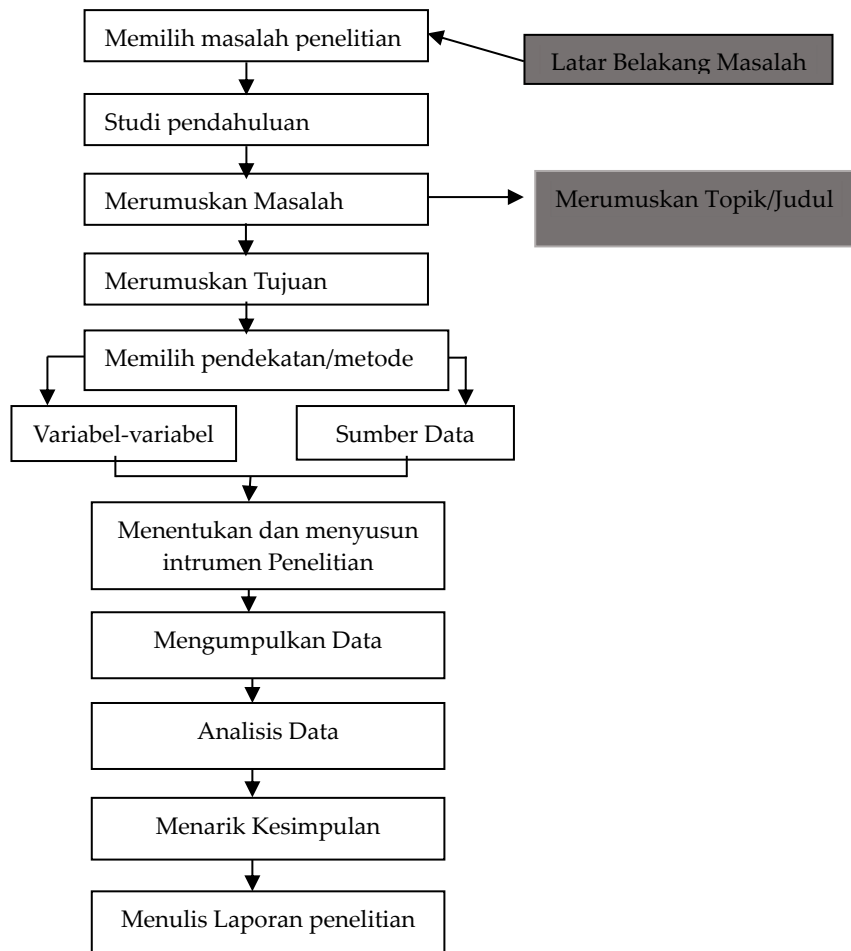 Memilih masalah penelitian
Latar Belakang Masalah
Studi pendahuluan
Merumuskan Masalah
Merumuskan Topik/Judul
Merumuskan Tujuan
Memilih pendekatan/metode
Variabel-variabel
Sumber Data
Menentukan dan menyusun
intrumen Penelitian
Mengumpulkan Data
Analisis Data
Menarik Kesimpulan
Menulis Laporan penelitian